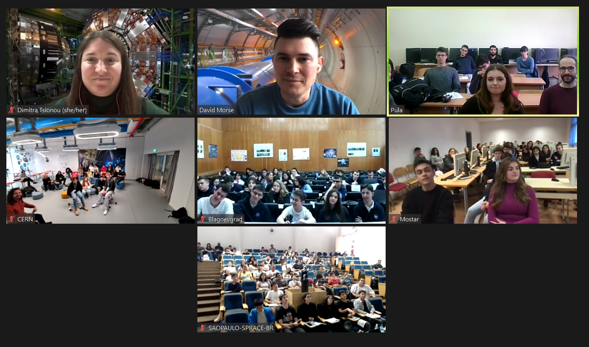 Dimitra Tsionou (she/her)
David Morse
Pula
CERN
Blagoevgrad
Mostar
SAOPAULO-SPRACE-BR